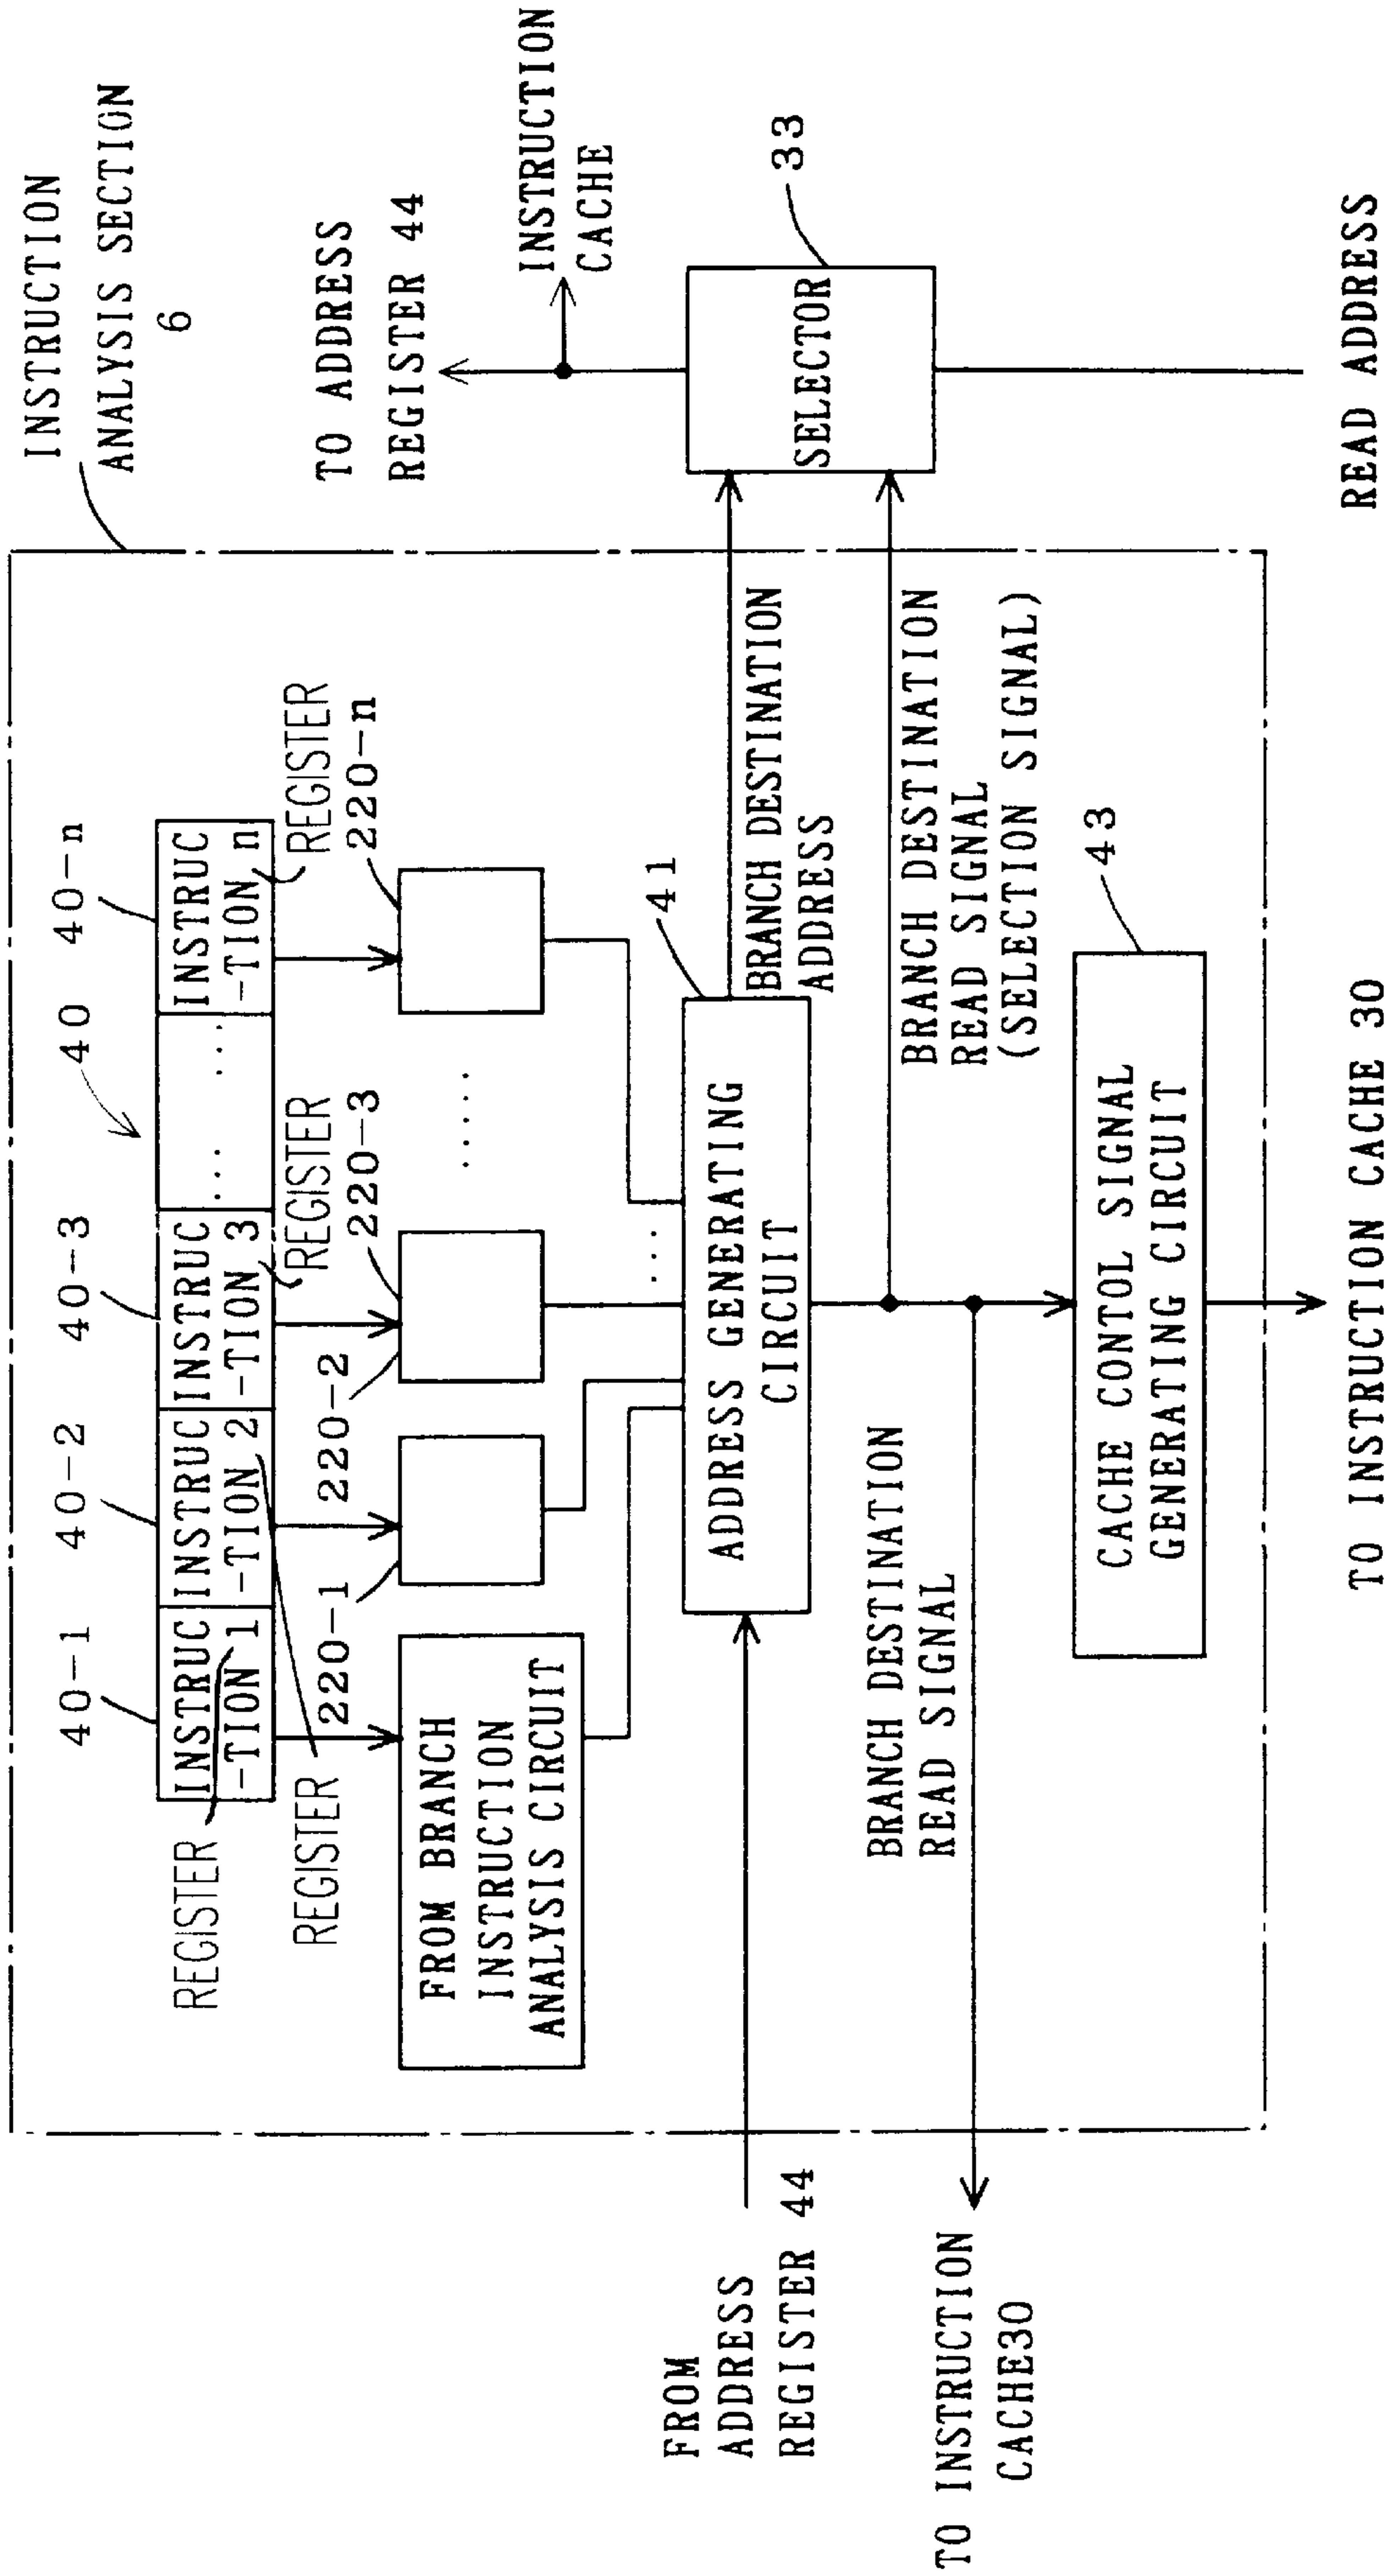 INSTRUCTION
ANALYSIS SECTION
6
40-1
40-2
40-3
40
40-n
INSTRUC
-TION 1
INSTRUC
-TION 2
INSTRUC
-TION 3
... ...
INSTRUC
-TION n
REGISTER
REGISTER
REGISTER
REGISTER
220-1
220-2
220-3
220-n
.....
...
FROM BRANCH
INSTRUCTION
ANALYSIS CIRCUIT
TO ADDRESS
REGISTER 44
INSTRUCTION
CACHE
FROM
ADDRESS
REGISTER 44
ADDRESS GENERATING
CIRCUIT
41
BRANCH DESTINATION
ADDRESS
SELECTOR
33
BRANCH DESTINATION
READ SIGNAL
BRANCH DESTINATION
READ SIGNAL
(SELECTION SIGNAL)
TO INSTRUCTION
CACHE30
CACHE CONTOL SIGNAL
GENERATING CIRCUIT
43
TO INSTRUCTION CACHE 30
READ ADDRESS